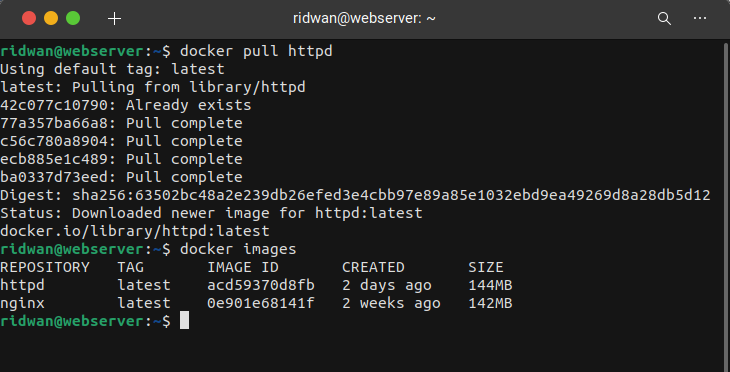 ridwan@webserver: ~
ridwan@webserver:~$ docker pull httpd
Using default tag: latest
latest: Pulling from library/httpd
42c077c10790: Already exists
77a357ba66a8: Pull complete
c56c780a8904: Pull complete
ecb885e1c489: Pull complete
ba0337d73eed: Pull complete
Digest: sha256:63502bc48a2e239db26efed3e4cbb97e89a85e1032ebd9ea49269d8a28db5d12
Status: Downloaded newer image for httpd:latest
docker.io/library/httpd:latest
ridwan@webserver:~$ docker images
REPOSITORY   TAG       IMAGE ID       CREATED       SIZE
httpd        latest    acd59370d8fb   2 days ago    144MB
nginx        latest    0e901e68141f   2 weeks ago   142MB
ridwan@webserver:~$